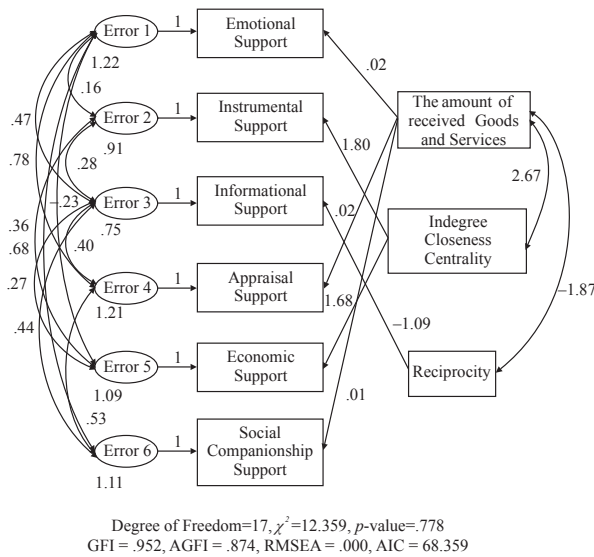 Error 1
1
Emotional
Support
1.22
.16
.02
Error 2
1
Instrumental
Support
The amount of
received Goods
and Services
.47
.91
1.80
.78
.28
2.67
Error 3
1
Informational
Support
–.23
.75
.02
Indegree
Closeness
Centrality
.36
.40
.68
.27
Error 4
1
Appraisal
Support
1.68
–1.87
1.21
–1.09
.44
Error 5
1
Economic
Support
Reciprocity
1.09
.01
.53
Error 6
1
Social
Companionship
Support
1.11
Degree of Freedom=17, χ²=12.359, p-value=.778
GFI = .952, AGFI = .874, RMSEA = .000, AIC = 68.359